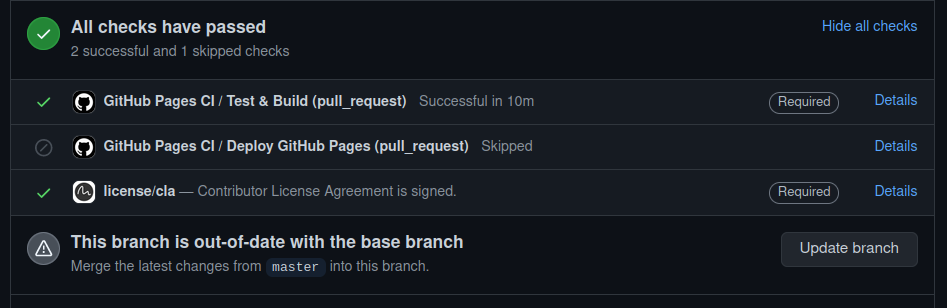 All checks have passed
Hide all checks
2 successful and 1 skipped checks
GitHub Pages CI / Test & Build (pull_request) Successful in 10m Required Details
GitHub Pages CI / Deploy GitHub Pages (pull_request) Skipped Details
license/cla — Contributor License Agreement is signed. Required Details
This branch is out-of-date with the base branch
Update branch
Merge the latest changes from master into this branch.